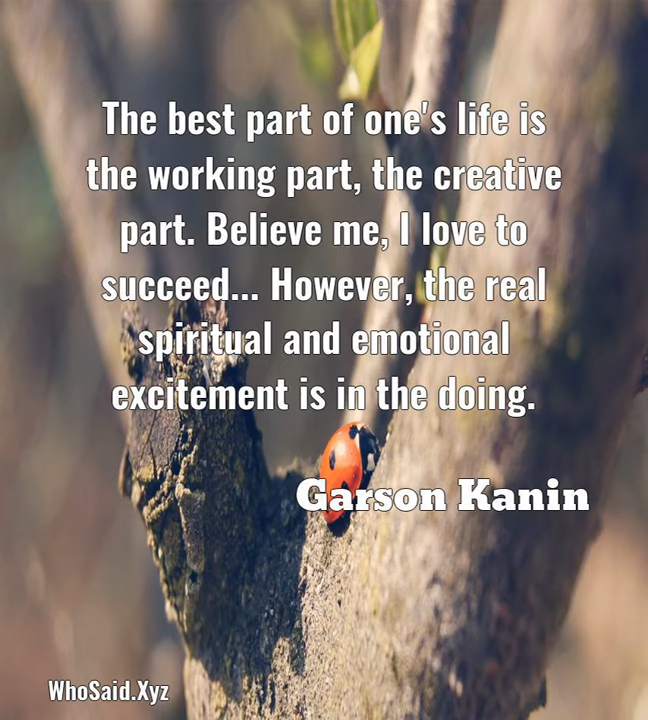 The best part of one's life is
the working part, the creative
part. Believe me, I love to
succeed... However, the real
spiritual and emotional
excitement is in the doing.
Garson Kanin
WhoSaid.Xyz